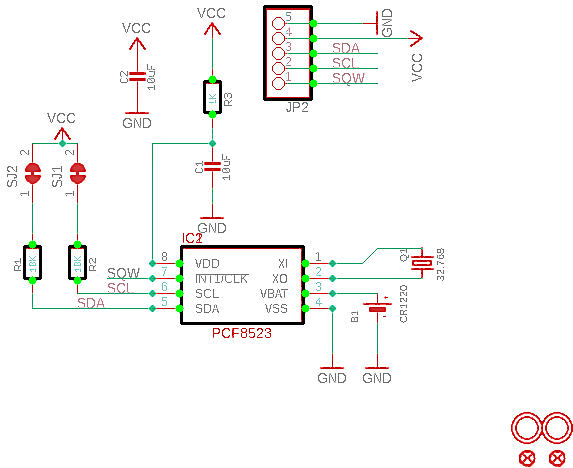 VCC
VCC
5
GND
4
3
SDA
2
SCL
1
SQW
VCC
JP2
C2
10uF
GND
1K
R3
VCC
SJ2
2
1
SJ1
2
1
C1
10uF
GND
R1
10K
10K
R2
IC2
SQW
SCL
SDA
8
VDD
XI
1
7
INT1/CLK
XO
2
6
SCL
VBAT
3
5
SDA
VSS
4
PCF8523
Q1
32.768
B1
+
-
CR1220
GND
GND